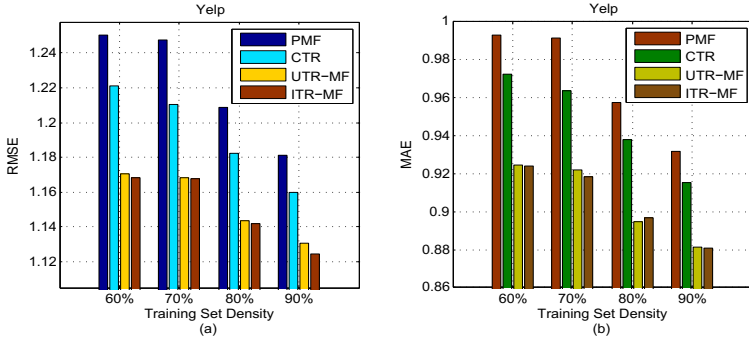 Yelp
1.24
1.22
1.2
1.18
1.16
1.14
1.12
RMSE
PMF
CTR
UTR-MF
ITR-MF
60% 70% 80% 90%
Training Set Density
(a)
Yelp
1
0.98
0.96
0.94
0.92
0.9
0.88
0.86
MAE
PMF
CTR
UTR-MF
ITR-MF
60% 70% 80% 90%
Training Set Density
(b)